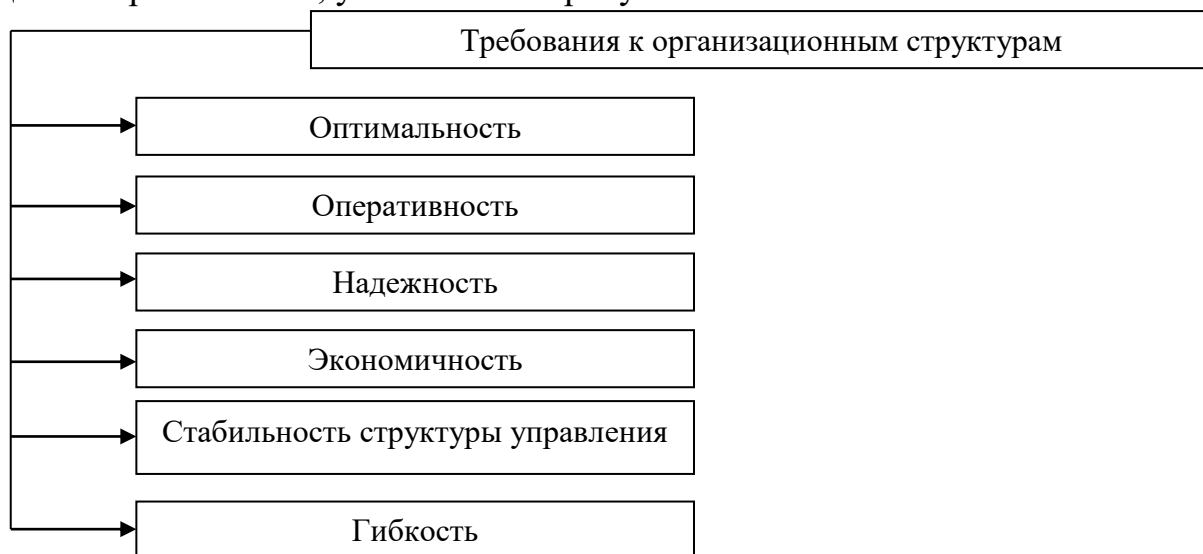 Требования к организационным структурам
Оптимальность
Оперативность
Надежность
Экономичность
Стабильность структуры управления
Гибкость